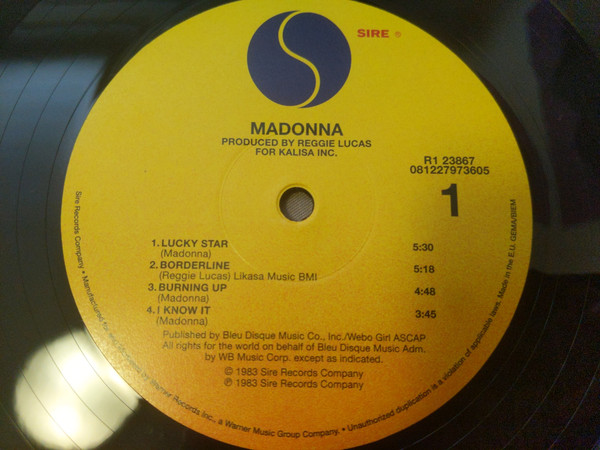 SIRE ®
MADONNA
PRODUCED BY REGGIE LUCAS
FOR KALISA INC.
R1 23867
081227973605
1
1. LUCKY STAR 5:30
(Madonna)
2. BORDERLINE 5:18
(Reggie Lucas) Likasa Music BMI
3. BURNING UP 4:48
(Madonna)
4. I KNOW IT 3:45
(Madonna)
Published by Bleu Disque Music Co., Inc./Webo Girl ASCAP
All rights for the world on behalf of Bleu Disque Music Adm.
by WB Music Corp. except as indicated.
© 1983 Sire Records Company
℗ 1983 Sire Records Company
Sire Records Company • Manufactured for Warner Records Inc., a Warner Music Group Company. • Unauthorized duplication is a violation of applicable laws. Made in the E.U. GEMA/BIEM